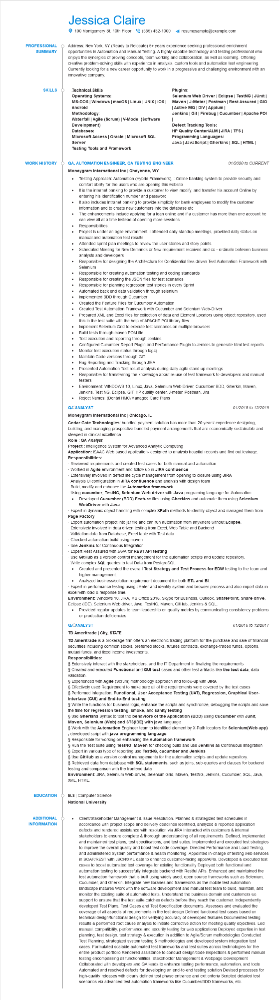 Jessica Claire
100 Montgomery St. 10th Floor (555) 432-1000 resumesample@example.com
PROFESSIONAL SUMMARY
Address: New York, NY (Ready to Relocate) 5+ years experience seeking professional enrichment
opportunities in Automation and Manual Testing. A highly capable technology and testing professional who
enjoys the synergies of proving concepts, team working and collaboration, as well as learning. Offering
creative problem-solving skills with experience in analysis, custom tools and automation test engineering.
Currently looking for a new career opportunity to work in a progressive and challenging environment with an
innovative company.
SKILLS
Technical Skills
Operating Systems:
MS-DOS | Windows | macOS | Linux | UNIX | iOS |
Android
Methodology:
Waterfall | Agile (Scrum) | V-Model (Software
Development)
Databases:
Microsoft Access | Oracle | Microsoft SQL
Server
Testing Tools and Framework
Plugins:
Selenium Web Driver | Eclipse | TestNG | JUnit |
Maven | J-Meter | Postman | Rest Assured | GIO
| Active MQ | DIV | Appium |
Jenkins | Git | Firebug | Cucumber | Apache POI
|
Defect Tracking Tools:
HP Quality Center/ALM | JIRA | TFS |
Programming Languages:
Java | JavaScript | Gherkins | SQL | HTML |
WORK HISTORY
QA, AUTOMATION ENGINEER, QA TESTING ENGINEER 01/2020 to CURRENT
Moneygram International Inc | Cheyenne, WY
• Testing Approach: Automation (Hybrid Framework), : Online banking system to provide security and
comfort ability for the users who are opening this website
• It is the internet banking to provide a customer to view, modify, and transfer his account Online by
entering his identification number and password
• It also includes Intranet banking to provide simplicity for bank employees to modify the customer
information and to create new customers into the database etc
• The enhancements include applying for a loan online and if a customer has more than one account he
can view all at a time instead of opening more sessions
• Responsibilities:
• Project is under an agile environment, I attended daily standup meetings, provided daily status on
manual and automation test results
• Attended sprint plan meetings to review the user stories and story points
• Scheduled Meeting for New Demands or New requirement received and co - ordinate between business
analysts and developers
• Responsible for designing the Architecture for Confidential files driven Test Automation Framework with
Selenium
• Responsible for creating automation testing and coding standards
• Responsible for creating the JSON files for test scenarios
• Responsible for planning regression test stories in every Sprint
• Automated back end data validation through selenium
• Implemented BDD through Cucumber
• Created the Feature Files for Cucumber Automation
• Created Test Automation Framework with Cucumber and Selenium Web-Driver
• Prepared XML and Excel files for collection of data and Element Locators using object repository, used
this in the test suite with the help of APACHE POI library files
• Implement Selenium Grid to execute test scenarios on multiple browsers
• Build tests through maven POM file
• Test execution and reporting through Jenkins
• Configured Cucumber Report Plugin and Performance Plugin to Jenkins to generate html test reports
• Monitor test execution status through log4j
• Maintain Code versions through GIT
• Bug Reporting and Tracking through JIRA
• Presented Automation Test result analysis during daily agile stand up meetings
• Responsible for transferring the knowledge about re use of test framework to developers and manual
testers
• Environment: WINDOWS 10, Linux, Java, Selenium Web Driver, Cucumber BDD, Gherkin, Maven,
Jenkins, Test NG, Eclipse, GIT, HP quality center, J-meter, Postman, Jira
• Roject Names: (Dental HMO/Managed Care Plans
QA ANALYST 01/2018 to 12/2019
Moneygram International Inc | Chicago, IL
Cedar Gate Technologies' bundled payment solution has more than 20 years' experience designing,
building, and managing prospective bundled payment arrangements that are economically sustainable and
steeped in clinical excellence
Role : QA Analyst
Project : Intelligence System for Advanced Analytic Computing
Application: ISAAC Web based application- designed to analysis hospital records and find out leakage.
Responsibilities:
· Reviewed requirements and created test cases for both manual and automation
· Worked in Agile environment and follow up in JIRA confluence
· Extensively involved in defect life cycle management from opening to closure using JIRA
· Analysis UI configuration in JIRA confluence and analysis with design team
· Build, modify and enhance the Automation framework
· Using cucumber, TestNG, Selenium Web driver with Java programing language for Automation
• Developed Cucumber (BDD) Feature files using Gherkins and automate them using Selenium
WebDriver with Java.
· Expert in dynamic object handling with complex XPath methods to identify object and managed them from
Page Factory
· Export automation project into jar file and can run automation from anywhere without Eclipse.
· Extensively involved in data driven testing from Excel, Web Table and Backend
· Validation data from Database, Excel table with Test data
· Checked automation build using maven
· Use Jenkins for Continuous Integration
· Expert Rest Assured with JAVA for REST API testing
· Use GitHub as a version control management for the automation scripts and update repository.
· Write complex SQL queries to test Data from PostgreSQL
• Created and presented the overall Test Strategy and Test Process for EDW testing to the team and
higher management.
• Analyzed business/solution requirement document for both ETL and BI.
· Expert in performance testing using JMeter and identify system and browser process and also import data in
excel with load & response time.
Environment: Windows 10, JIRA, MS Office 2016, Skype for Business, Outlook, SharePoint, Share drive,
Eclipse (IDE), Selenium Web driver, Java, TestNG, Maven, GitHub, Jenkins & SQL.
• Provided regular updates to team leadership on quality metrics by communicating consistency problems
or production deficiencies
QA ANALYST 01/2016 to 12/2017
TD Ameritrade | City, STATE
TD Ameritrade is a brokerage firm offers an electronic trading platform for the purchase and sale of financial
securities including common stocks, preferred stocks, futures contracts, exchange-traded funds, options,
mutual funds, and fixed income investments.
Responsibilities:
§ Extensively interact with the stakeholders, and the IT Department in finalizing the requirements
§ Created and executed Functional and GUI test cases and other test artifacts like the test data, data
validation.
§ Experienced with Agile (Scrum) methodology approach and follow-up with JIRA
§ Effectively used Requirement to make sure all of the requirements were covered by the test cases
§ Performed Integration, Functional, User Acceptance Testing (UAT), Regression, Graphical User-
Interface (GUI) and End-to-End testing
§ Write the functions for business logic, enhance the scripts and synchronize, debugging the scripts and save
the time for regression testing, smoke, and sanity testing
§ Use Gherkins Syntax to test the behaviors of the Application (BDD) using Cucumber with Junit,
Maven, Selenium (Web) and STS(IDE) with java language
§ Work with the Automation Engineer team to identified element by X-Path locators for Selenium(Web app)
, developed script with java programming language
§ Responsible for working on enhancing the Automation framework
§ Run the Test suite using TestNG, Maven for checking build and use Jenkins as Continuous Integration
§ Expert in various type of reporting use TestNG, cucumber and Jenkins
§ Use GitHub as a version control managements for the automation scripts and update repository.
§ Retrieved data from database with SQL statements, such as joins, sub-queries and clauses for backend
testing and comparison with the frontend data
Environment: JIRA, Selenium Web-driver, Selenium Grid, Maven, TestNG, Jenkins, Cucumber, SQL, Java,
XML, HTML.
EDUCATION
B.S | Computer Science
National University
ADDITIONAL INFORMATION
• Client/Stakeholder Management & Issue Resolution. Planned & strategized test schedules in
accordance with project scope and delivery deadlines Identified, analyzed & reported application
defects and rendered assistance with resolution via JIRA Interacted with customers & internal
stakeholders to ensure complete & thorough understanding of all requirements. Defined, implemented
and maintained test plans, test specifications, and test suites. Implemented and executed test strategies
to improve the overall quality and boost test code coverage. Directed Performance and Load Testing,
and administered System performance & health monitoring. Appointed in-charge of testing web services
in SOAP/REST with JSON/XML data to enhance customer-facing apps/APIs. Developed & executed test
cases to boost automated test coverage for existing functionality Deployed both functional and
automation testing to successfully integrate backend with Restful APIs. Enhanced and maintained the
test automation framework that is built using widely used, open source frameworks such as Selenium,
Cucumber, and Gherkin. Integrate new libraries and frameworks as the mobile test automation
landscape matures Work with the software development and manual test team to build, maintain, and
monitor the existing suite of automated tests. Understand the business domain and customers we
support to ensure that the test suite catches defects before they reach the customer. Independently
developed Test Plans, Test Cases and Test Specification documents. Assesses and evaluated the
coverage of all aspects of requirements in the test design Defined functional test cases based on
technical design/functional design for verifying accuracy of developed features Documented testing
results & performed root cause analysis to initiate corrective action for meeting quality objectives. Led
manual, compatibility, performance and security testing for web applications Deployed expertise in test
planning, test design, test strategy & execution in addition to Agile/Scrum methodologies Conducted
Test Planning, strategized system testing & methodologies and developed system integration test
cases. Formulated scalable automated test frameworks and test suites across technologies for the
entire product portfolio Rendered assistance to conduct design/code inspections & performed manual
testing encompassing all functionalities. Stakeholder Management & Webpage Development
Collaborated with developers and QA leads to enhance testing performance, automation, and tools
Automated and resolved defects for developing an end-to-end testing solution Devised processes for
high-quality releases with clearly defined test phase entrance and exit criteria Scripted detailed test
scenarios via advanced test automation frameworks like Cucumber/BDD frameworks, etc.